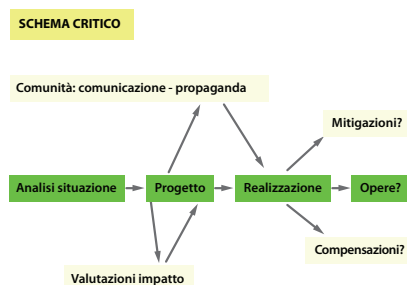 SCHEMA CRITICO
Comunità: comunicazione - propaganda
Mitigazioni?
Analisi situazione
Progetto
Realizzazione
Opere?
Compensazioni?
Valutazioni impatto